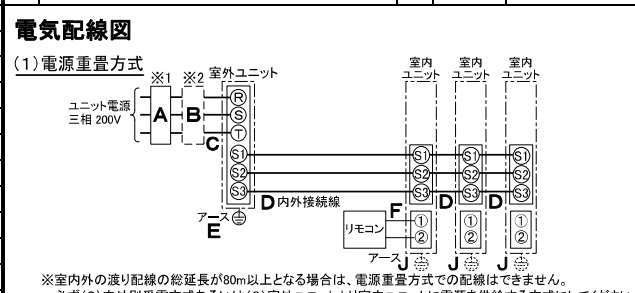 電気配線図
(1)電源重畳方式
※1
※2
室外ユニット
室内
ユニット
室内
ユニット
室内
ユニット
ユニット電源
三相 200V
A
B
C
R
S
T
S1
S2
S3
S1
S2
S3
S1
S2
S3
S1
S2
S3
D 内外接続線
D
D
アース
E
リモコン
F
①
②
①
②
①
②
アース J
J
J
※室内外の渡り配線の総延長が80m以上となる場合は、電源重畳方式での配線はできません。